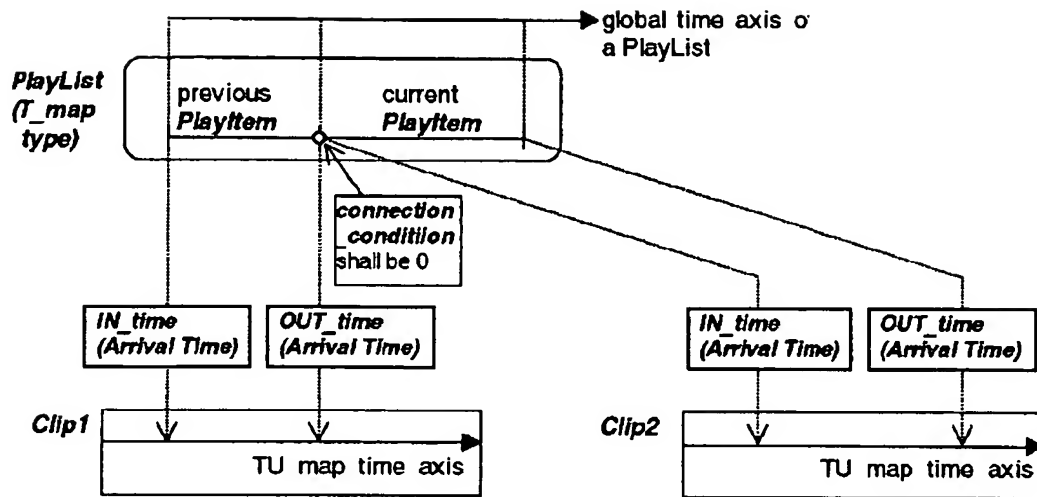 global time axis o
a PlayList
PlayList
(T_map
type)
previous
PlayItem
current
PlayItem
connection
_condition
shall be 0
IN_time
(Arrival Time)
OUT_time
(Arrival Time)
IN_time
(Arrival Time)
OUT_time
(Arrival Time)
Clip1
TU map time axis
Clip2
TU map time axis